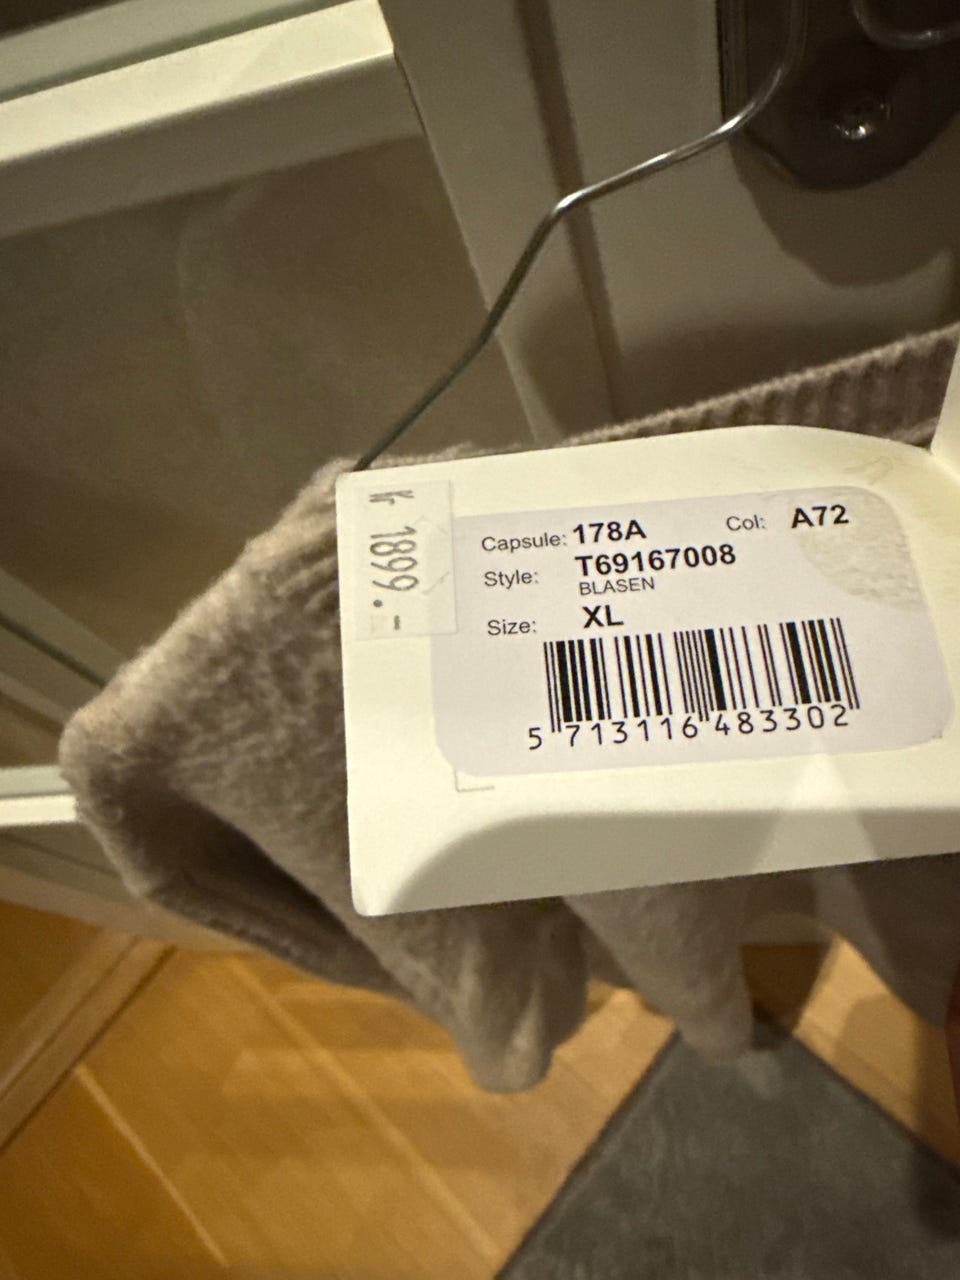 Kr 1899.-
Capsule: 178A Col: A72
Style: T69167008
BLASEN
Size: XL
5 713116 483302